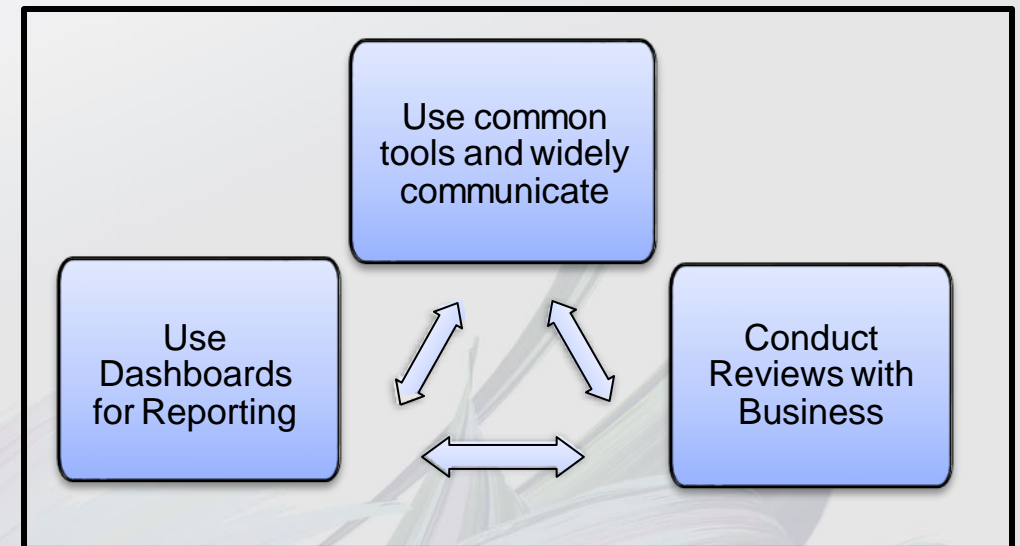 Use common
tools and widely
communicate
Use
Dashboards
for Reporting
Conduct
Reviews with
Business